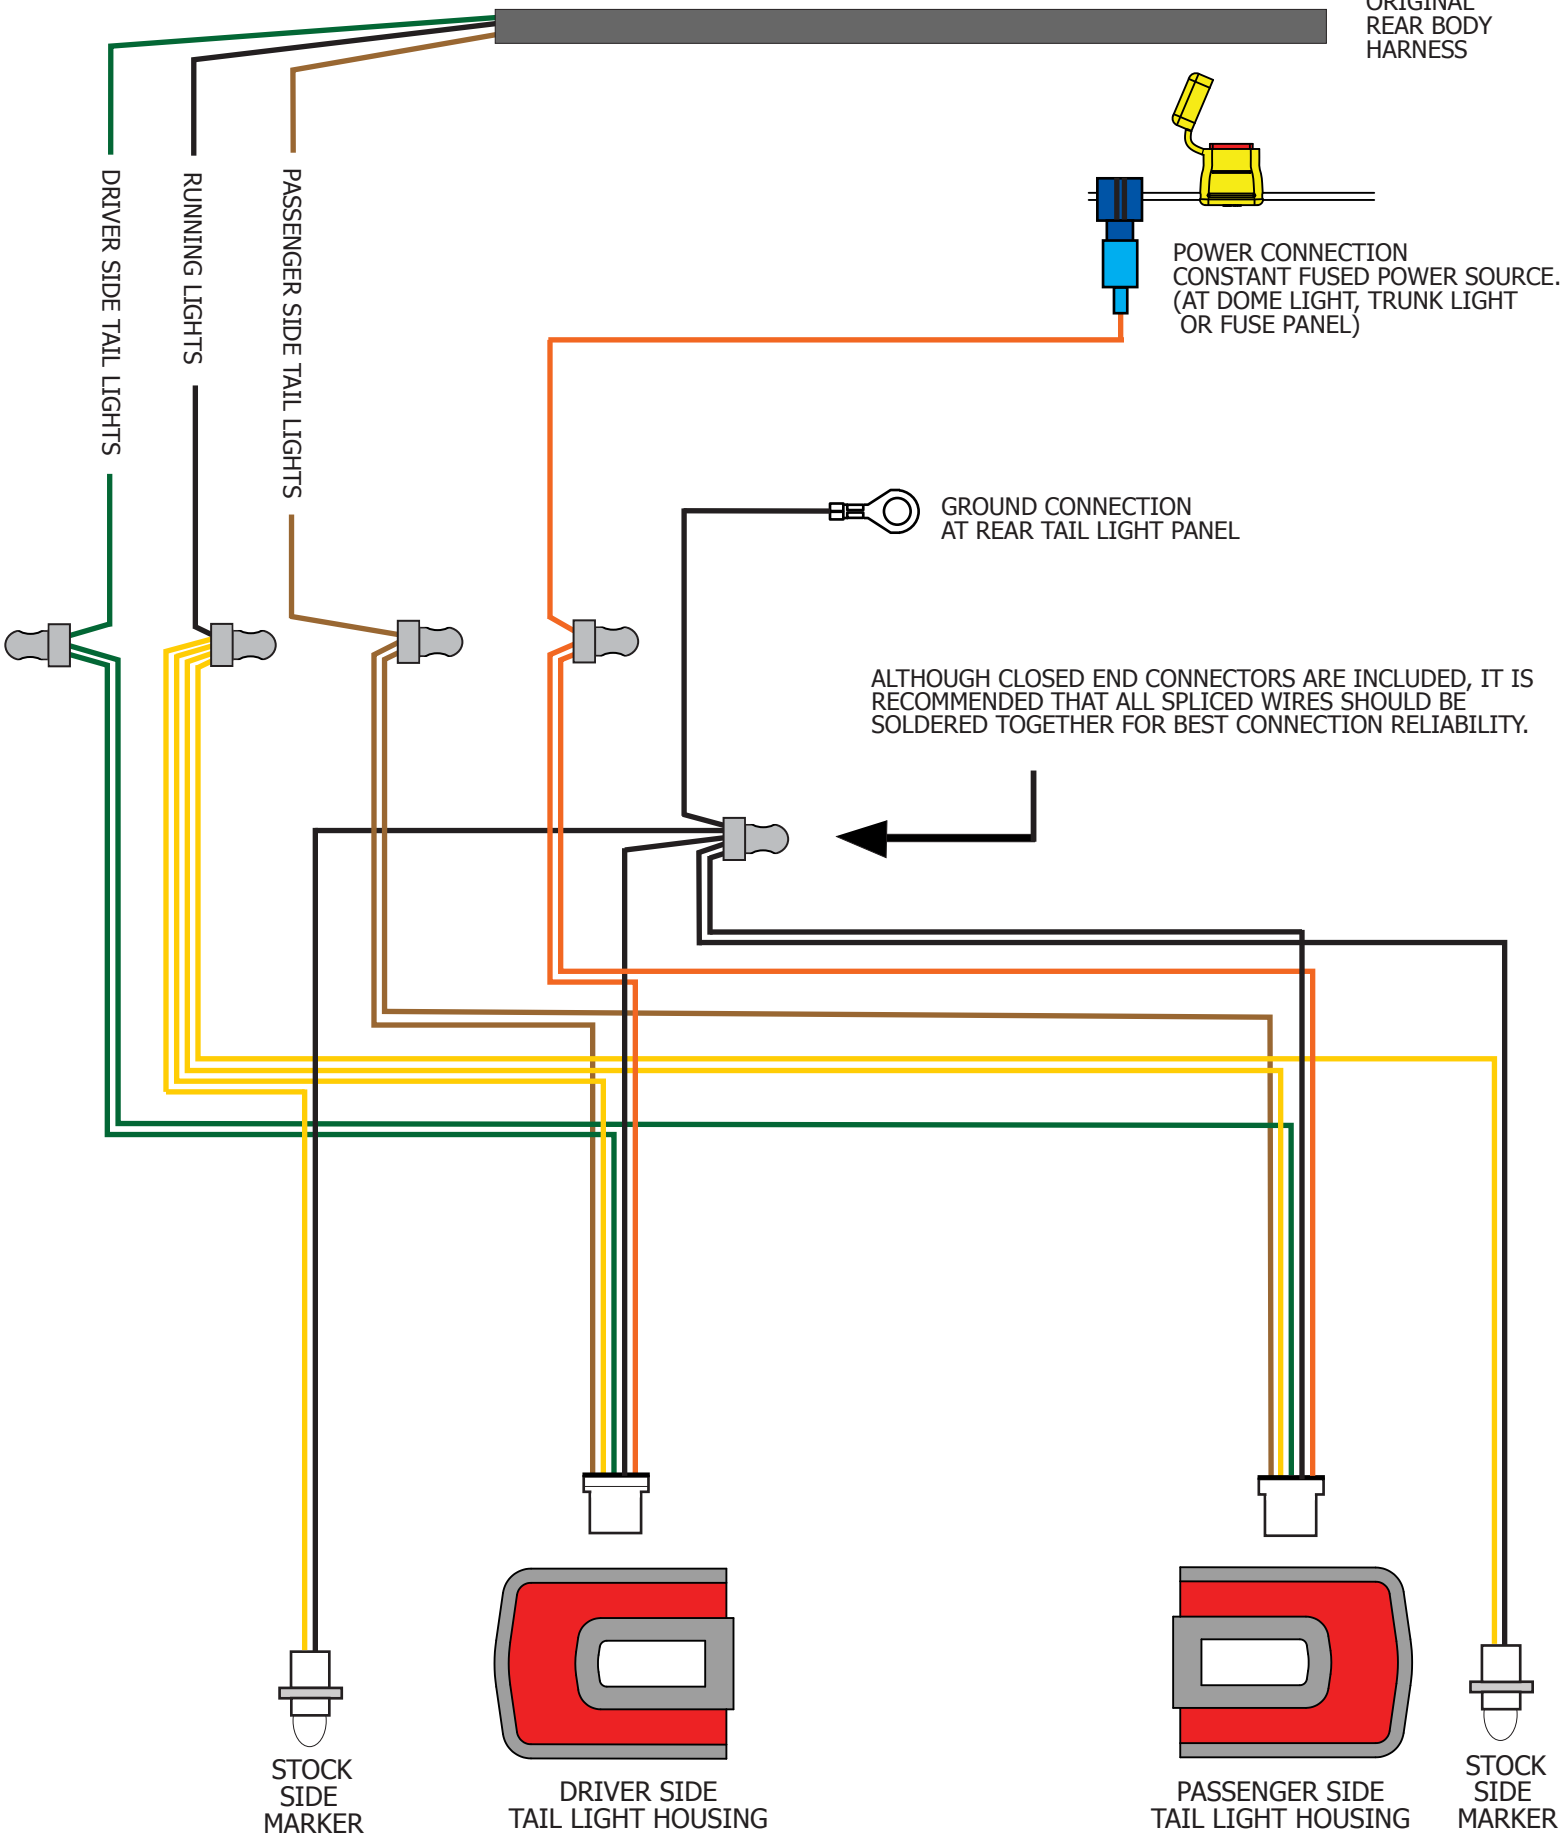 ORIGINAL
REAR BODY
HARNESS
DRIVER SIDE TAIL LIGHTS
RUNNING LIGHTS
PASSENGER SIDE TAIL LIGHTS
POWER CONNECTION
CONSTANT FUSED POWER SOURCE.
(AT DOME LIGHT, TRUNK LIGHT
OR FUSE PANEL)
GROUND CONNECTION
AT REAR TAIL LIGHT PANEL
ALTHOUGH CLOSED END CONNECTORS ARE INCLUDED, IT IS
RECOMMENDED THAT ALL SPLICED WIRES SHOULD BE
SOLDERED TOGETHER FOR BEST CONNECTION RELIABILITY.
STOCK
SIDE
MARKER
DRIVER SIDE
TAIL LIGHT HOUSING
PASSENGER SIDE
TAIL LIGHT HOUSING
STOCK
SIDE
MARKER